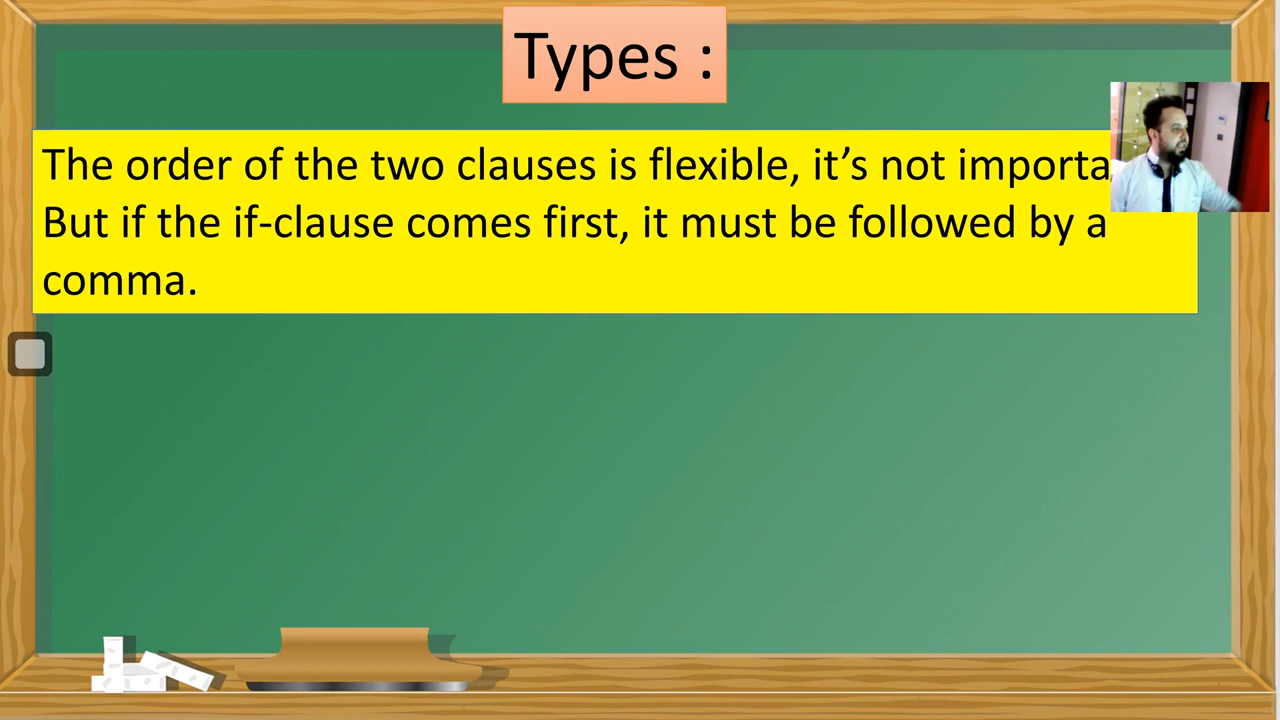 Types :
The order of the two clauses is flexible, it’s not
But if the if-clause comes first, it must be followed by a
comma.